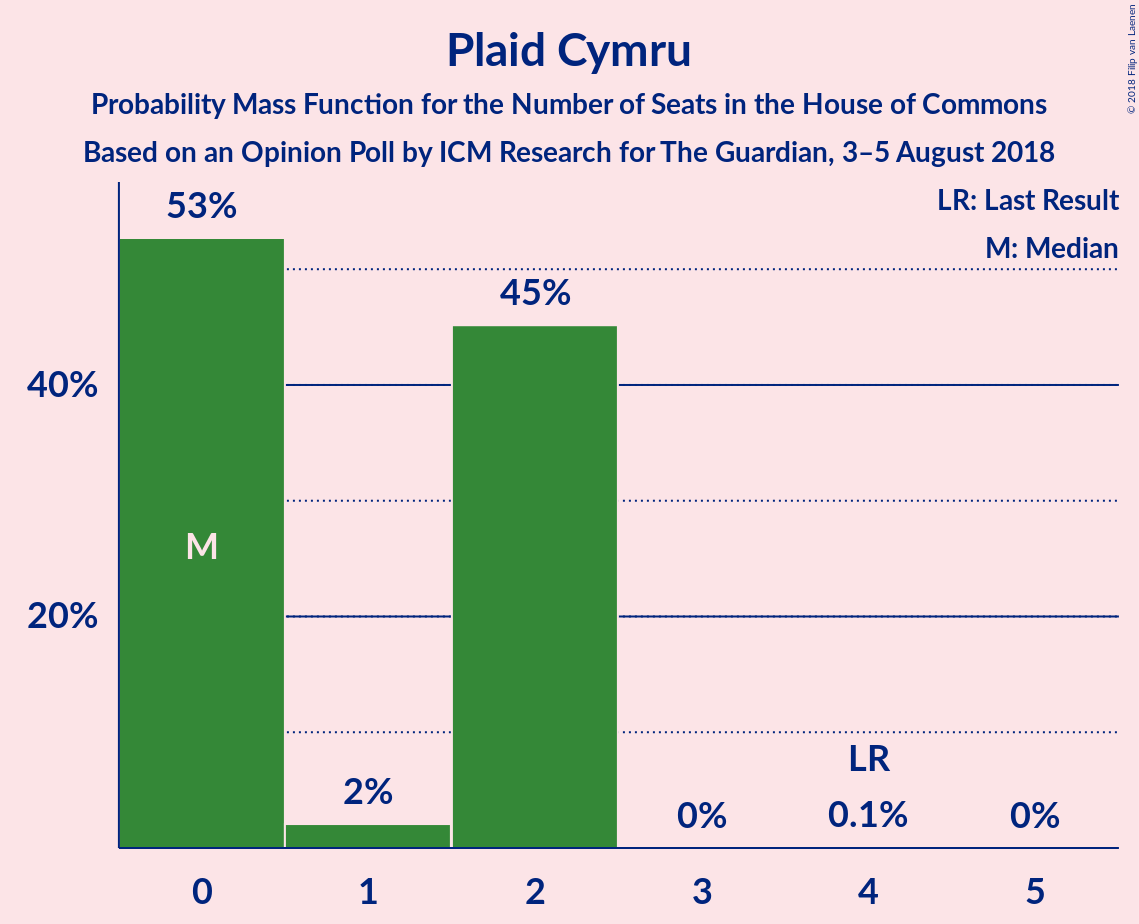 Plaid Cymru
Probability Mass Function for the Number of Seats in the House of Commons
Based on an Opinion Poll by ICM Research for The Guardian, 3–5 August 2018
© 2018 Filip van Laenen
LR: Last Result
M: Median
53%
45%
40%
M
20%
2%
LR
0%
0.1%
0%
0
1
2
3
4
5